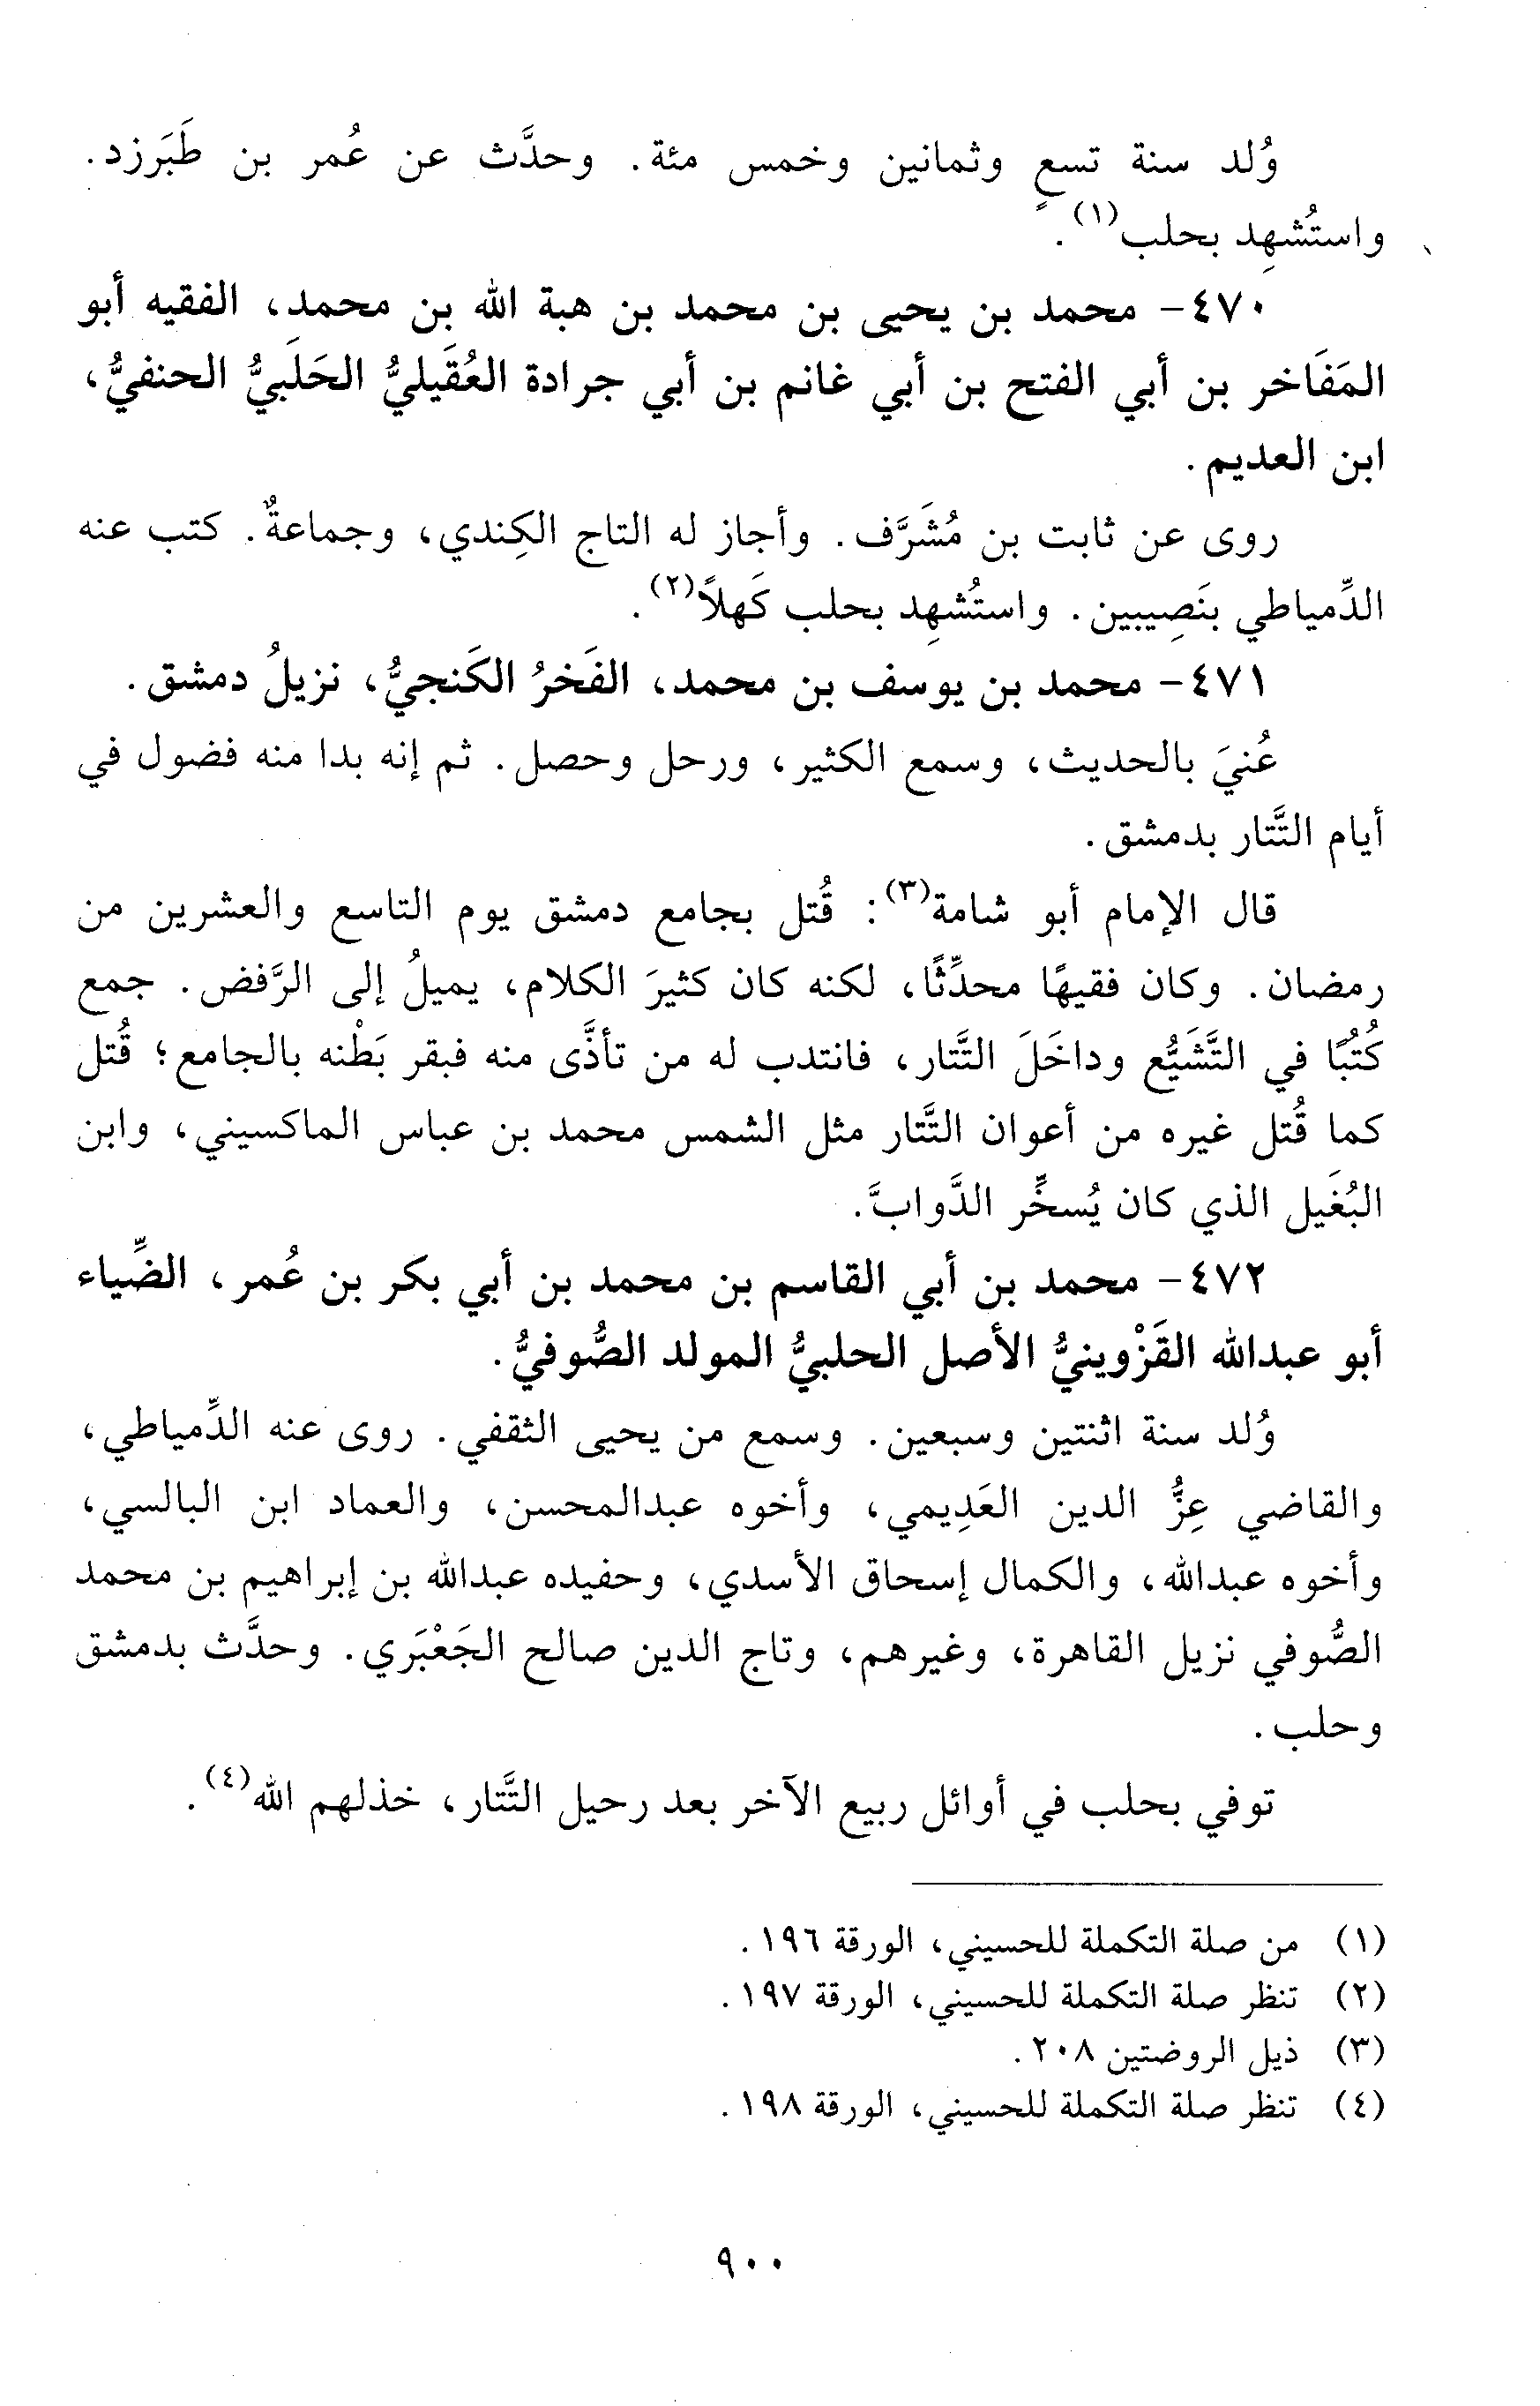 وُلد سنة تسعٍ وثمانين وخمس مئة. وحدَّث عن عُمر بن طَبَرزد.
واستُشهِد بحلب(١).
٤٧٠- محمد بن يحيى بن محمد بن هبة الله بن محمد، الفقيه أبو
المَفَاخر بن أبي الفتح بن أبي غانم بن أبي جرادة العُقَيليُّ الحَلَبيُّ الحنفيُّ،
ابن العديم.
روى عن ثابت بن مُشَرَّف. وأجاز له التاج الكِندي، وجماعةٌ. كتب عنه
الدِّمياطي بنَصِيبين. واستُشهِد بحلب كَهلاً(٢).
٤٧١- محمد بن يوسف بن محمد، الفَخرُ الكَنجيُّ، نزيلُ دمشق.
عُنيَ بالحديث، وسمع الكثير، ورحل وحصل. ثم إنه بدا منه فضول في
أيام التَّتار بدمشق.
قال الإمام أبو شامة(٣): قُتل بجامع دمشق يوم التاسع والعشرين من
رمضان. وكان فقيهًا محدِّثًا، لكنه كان كثيرَ الكلام، يميلُ إلى الرَّفض. جمع
كُتُبًا في التَّشَيُّع وداخَلَ التَّتار، فانتدب له من تأذَّى منه فبقر بَطْنه بالجامع؛ قُتل
كما قُتل غيره من أعوان التَّتار مثل الشمس محمد بن عباس الماكسيني، وابن
البُغَيل الذي كان يُسخِّر الدَّوابَّ.
٤٧٢- محمد بن أبي القاسم بن محمد بن أبي بكر بن عُمر، الضِّياء
أبو عبدالله القَزْوينيُّ الأصل الحلبيُّ المولد الصُّوفيُّ.
وُلد سنة اثنتين وسبعين. وسمع من يحيى الثقفي. روى عنه الدِّمياطي،
والقاضي عِزُّ الدين العَدِيمي، وأخوه عبدالمحسن، والعماد ابن البالسي،
وأخوه عبدالله، والكمال إسحاق الأسدي، وحفيده عبدالله بن إبراهيم بن محمد
الصُّوفي نزيل القاهرة، وغيرهم، وتاج الدين صالح الجَعْبَري. وحدَّث بدمشق
وحلب.
توفي بحلب في أوائل ربيع الآخر بعد رحيل التَّتار، خذلهم الله(٤).
(١) من صلة التكملة للحسيني، الورقة ١٩٦.
(٢) تنظر صلة التكملة للحسيني، الورقة ١٩٧.
(٣) ذيل الروضتين ٢٠٨.
(٤) تنظر صلة التكملة للحسيني، الورقة ١٩٨.
٩٠٠